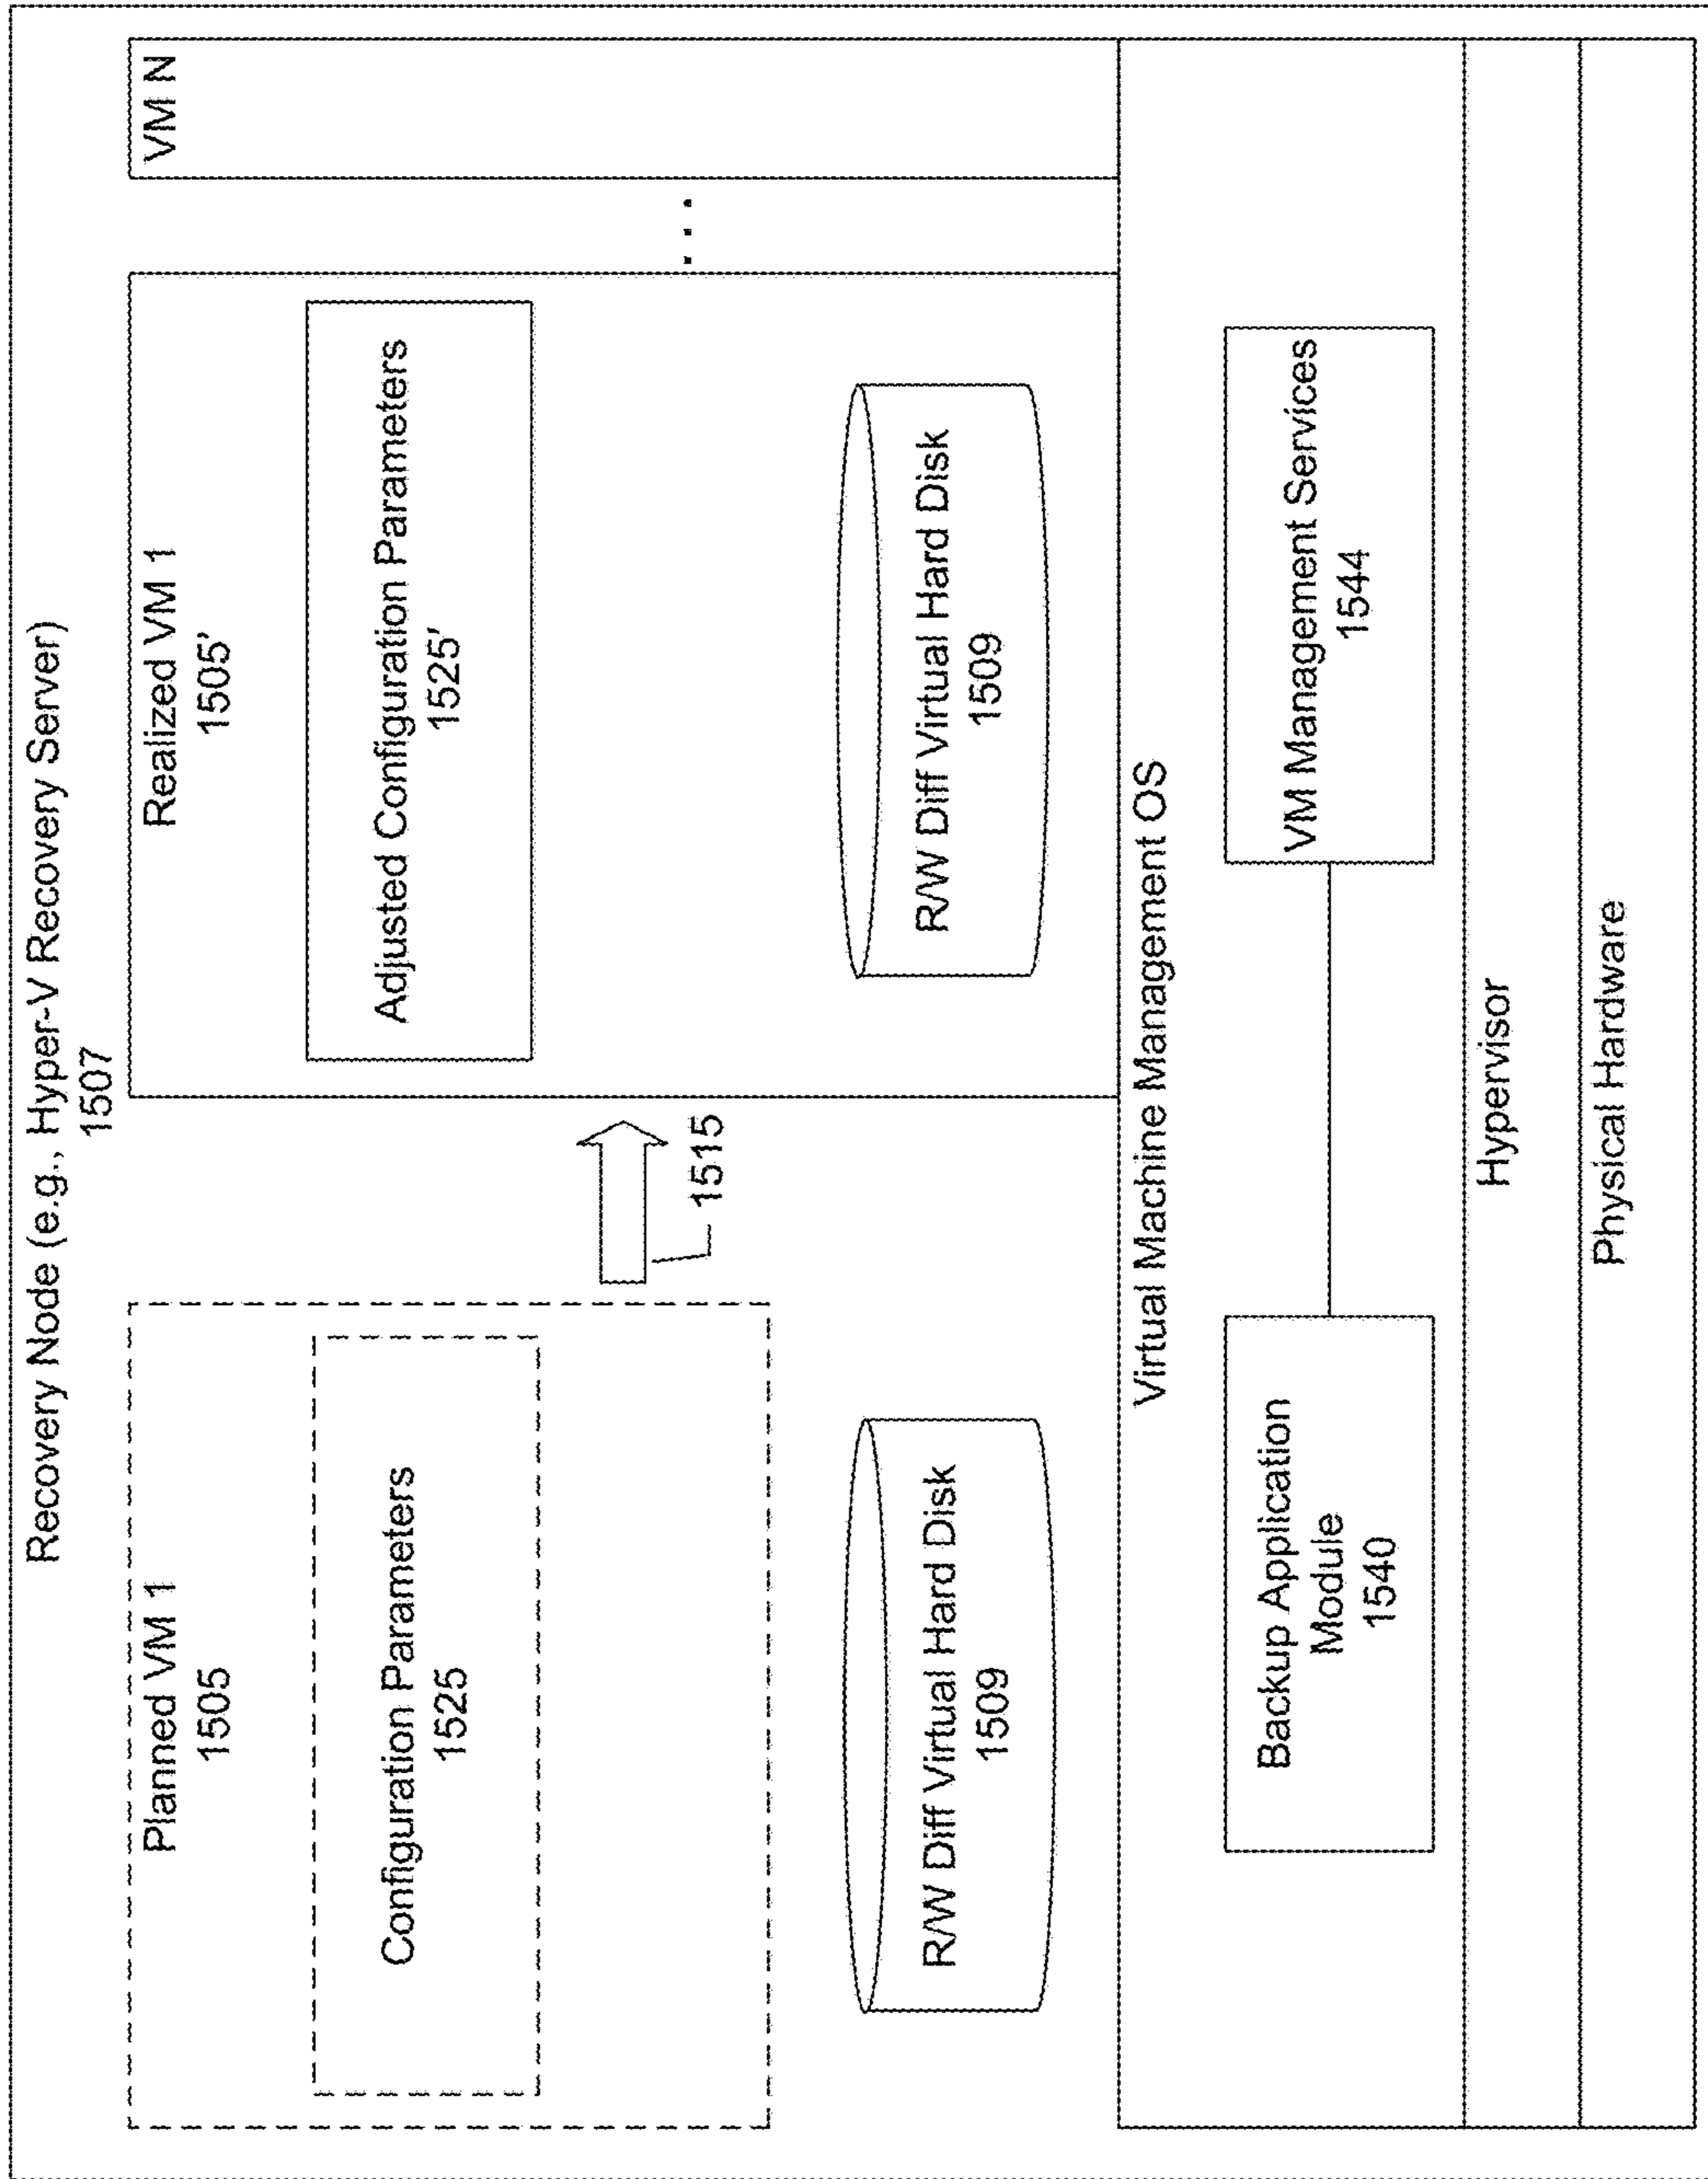 Recovery Node (e.g., Hyper-V Recovery Server)
1507
Planned VM 1
1505
Configuration Parameters
1525
R/W Diff Virtual Hard Disk
1509
1515
Realized VM 1
1505'
Adjusted Configuration Parameters
1525'
R/W Diff Virtual Hard Disk
1509
. . .
VM N
Virtual Machine Management OS
Backup Application
Module
1540
VM Management Services
1544
Hypervisor
Physical Hardware